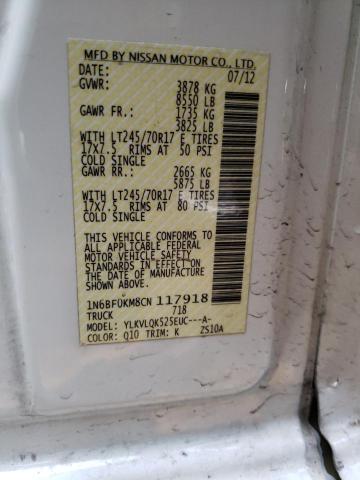 MFD BY NISSAN MOTOR CO., LTD.
DATE: 07/12
GVWR: 3878 KG
8550 LB
GAWR FR.: 1735 KG
3825 LB
WITH LT245/70R17 E TIRES
17X7.5 RIMS AT 50 PSI
COLD SINGLE
GAWR RR.: 2665 KG
5875 LB
WITH LT245/70R17 E TIRES
17X7.5 RIMS AT 80 PSI
COLD SINGLE
THIS VEHICLE CONFORMS TO
ALL APPLICABLE FEDERAL
MOTOR VEHICLE SAFETY
STANDARDS IN EFFECT ON THE
DATE OF MANUFACTURE
SHOWN ABOVE.
1N6BF0KM8CN 117918
TRUCK 718
MODEL: YLKVLQK525EUC---A-
COLOR: Q10 TRIM: K ZS10A